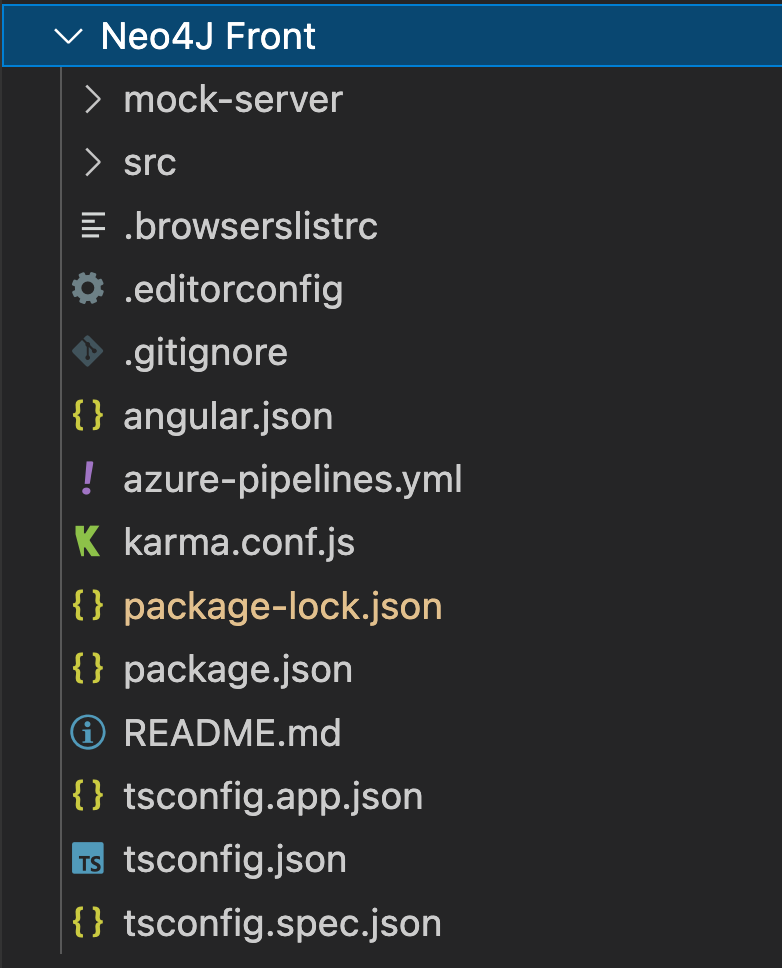 Neo4J Front
mock-server
src
.browserslistrc
.editorconfig
.gitignore
angular.json
azure-pipelines.yml
karma.conf.js
package-lock.json
package.json
README.md
tsconfig.app.json
tsconfig.json
tsconfig.spec.json